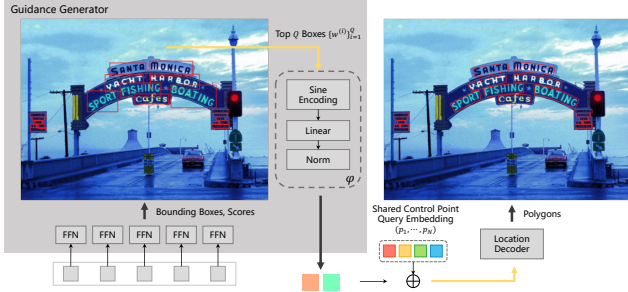 Guidance Generator
Top Q Boxes {w^{(i)}}_{i=1}^{Q}
SANTA MONICA
YACHT HARBOR
SPORT FISHING BOATING
Cafes
Sine
Encoding
Linear
Norm
φ
Bounding Boxes, Scores
FFN FFN FFN FFN FFN
SANTA MONICA
YACHT HARBOR
SPORT FISHING BOATING
Cafes
Shared Control Point
Query Embedding
(p₁,⋯,p_N)
Polygons
Location
Decoder